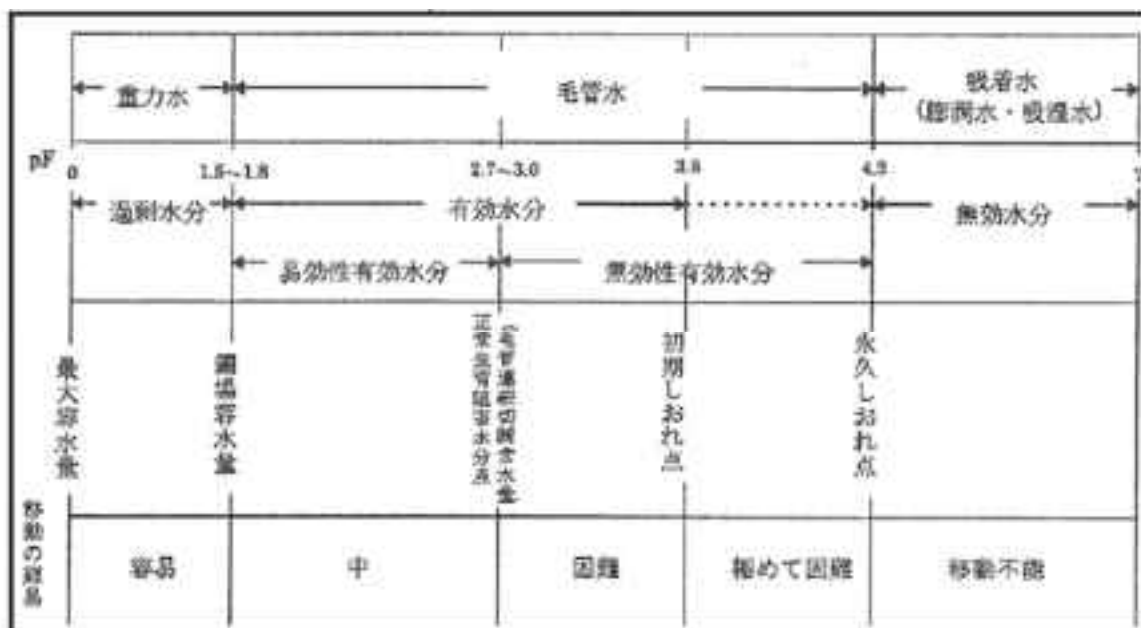 重力水
毛管水
吸着水
(膨潤水・吸湿水)
pF
0
1.5~1.8
2.7~3.0
3.8
4.2
7
過剰水分
有効水分
無効水分
易効性有効水分
無効性有効水分
最大容水量
圃場容水量
正常生育阻害水分点
(毛管連絡切断含水量)
初期しおれ点
永久しおれ点
移動の難易
容易
中
困難
極めて困難
移動不能